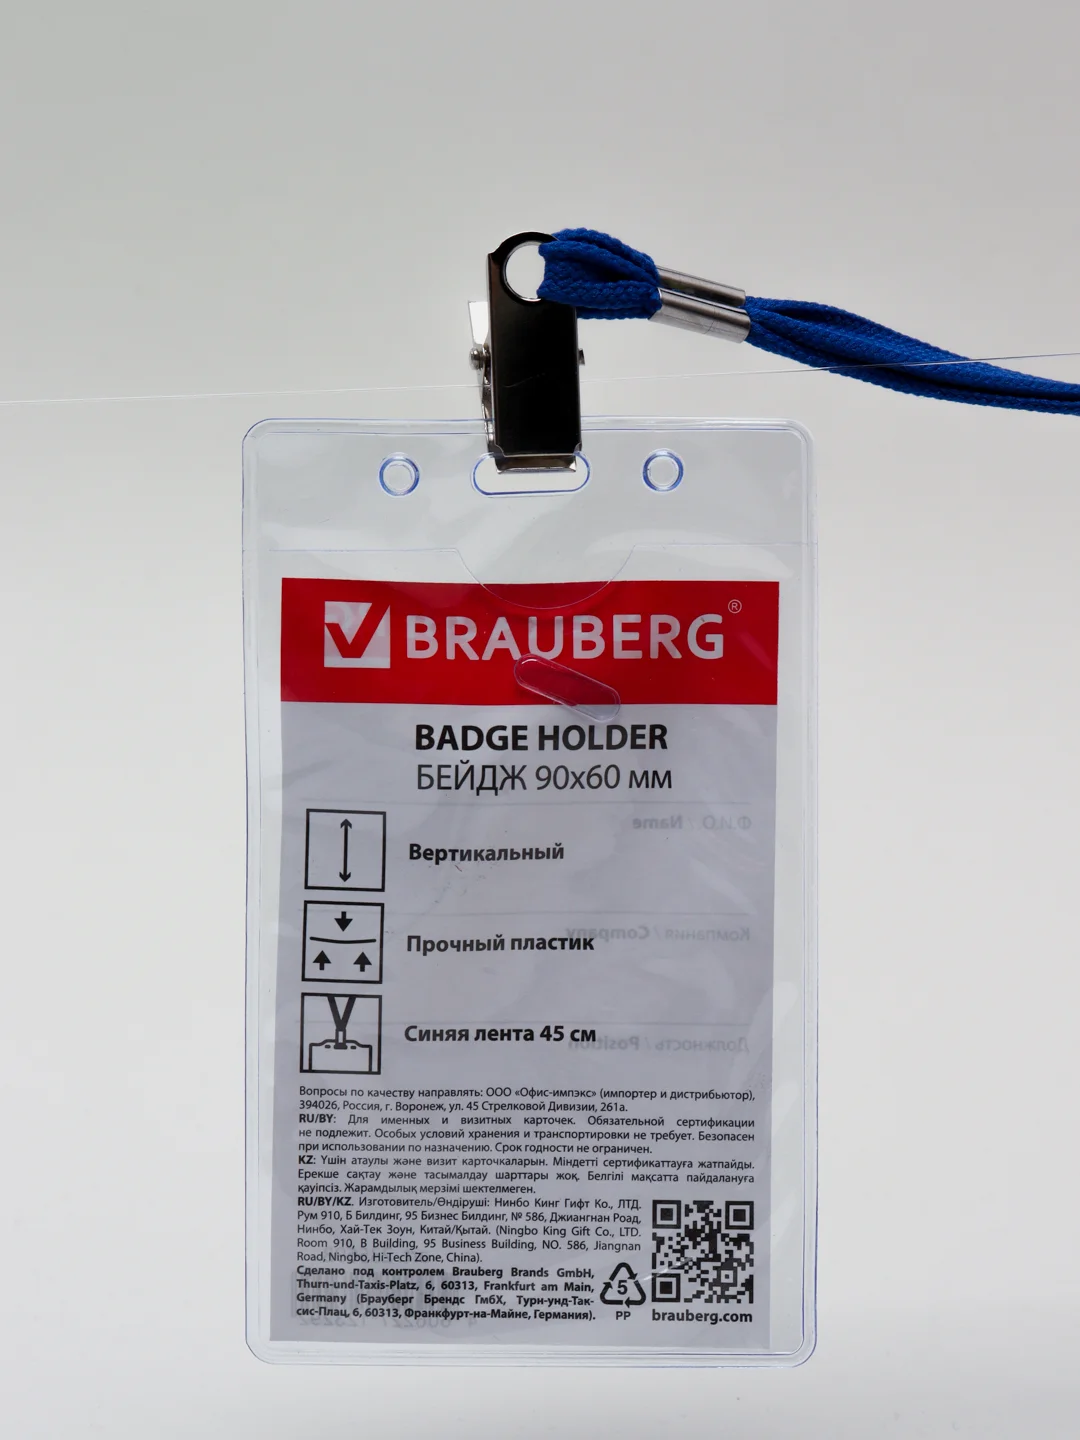 BRAUBERG®
BADGE HOLDER
БЕЙДЖ 90х60 мм
Ф.И.О. / Name
Вертикальный
Компания / Company
Прочный пластик
Должность / Position
Синяя лента 45 см
Вопросы по качеству направлять: ООО «Офис-импэкс» (импортер и дистрибьютор),
394026, Россия, г. Воронеж, ул. 45 Стрелковой Дивизии, 261а.
RU/BY: Для именных и визитных карточек. Обязательной сертификации
не подлежит. Особых условий хранения и транспортировки не требует. Безопасен
при использовании по назначению. Срок годности не ограничен.
KZ: Үшін атаулы және визит карточкаларын. Міндетті сертификаттауға жатпайды.
Ерекше сақтау және тасымалдау шарттары жоқ. Белгілі мақсатта пайдалануға
қауіпсіз. Жарамдылық мерзімі шектелмеген.
RU/BY/KZ. Изготовитель/Өндіруші: Нинбо Кинг Гифт Ко., ЛТД.
Рум 910, Б Билдинг, 95 Бизнес Билдинг, № 586, Джиангнан Роад,
Нинбо, Хай-Тек Зоун, Китай/Қытай. (Ningbo King Gift Co., LTD.
Room 910, B Building, 95 Business Building, NO. 586, Jiangnan
Road, Ningbo, Hi-Tech Zone, China).
Сделано под контролем Brauberg Brands GmbH,
Thurn-und-Taxis-Platz, 6, 60313, Frankfurt am Main,
Germany (Брауберг Брендс ГмбХ, Турн-унд-Так-
сис-Плац, 6, 60313, Франкфурт-на-Майне, Германия).
5
PP
brauberg.com